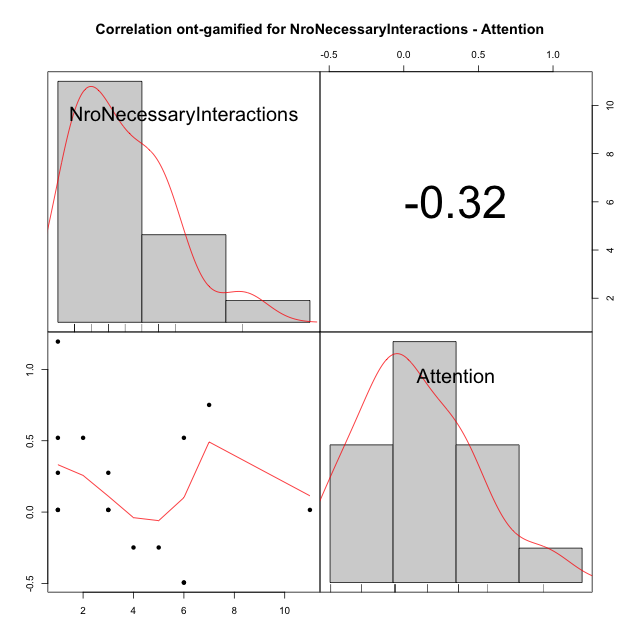 Correlation ont-gamified for NroNecessaryInteractions - Attention
-0.5 0.0 0.5 1.0
NroNecessaryInteractions
-0.32
10
8
6
4
2
1.0
0.5
0.0
-0.5
Attention
2 4 6 8 10